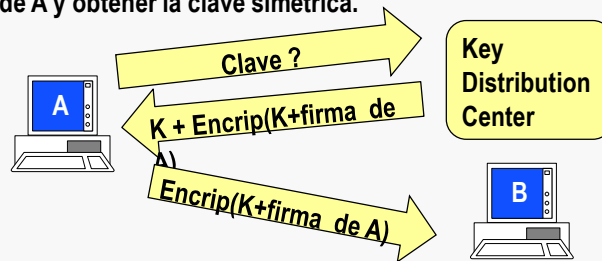 de A y obtener la clave simétrica.
Clave ?
Key
Distribution
Center
A
K + Encrip(K+firma de
A)
Encrip(K+firma de A)
B